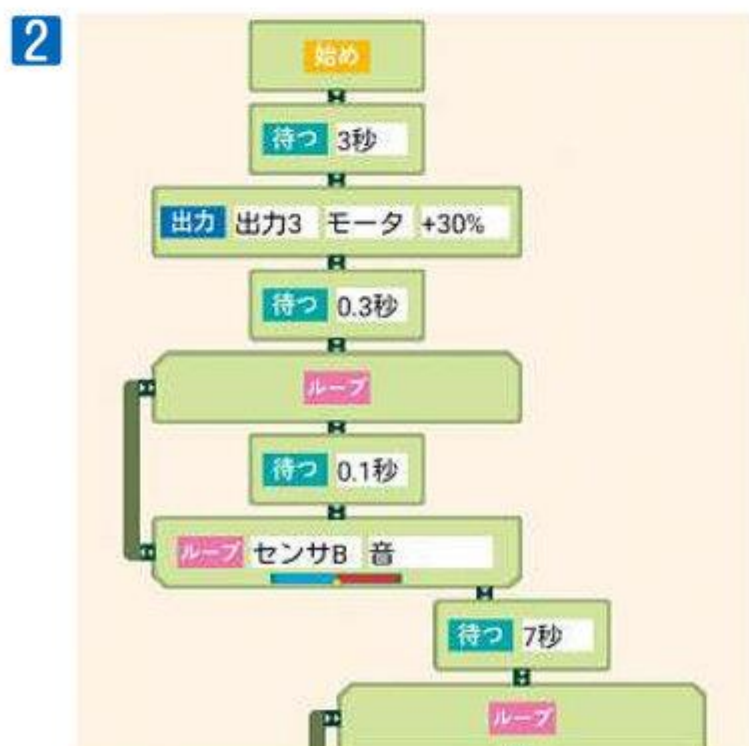 2
始め
待つ 3秒
出力 出力3 モータ +30%
待つ 0.3秒
ループ
待つ 0.1秒
ループ センサB 音
待つ 7秒
ループ